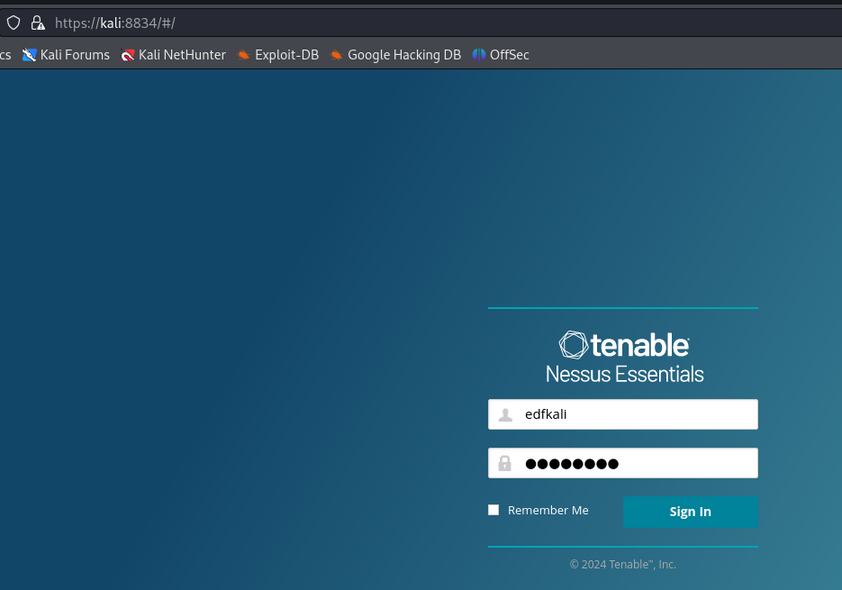 https://kali:8834/#/
cs Kali Forums Kali NetHunter Exploit-DB Google Hacking DB OffSec
tenable
Nessus Essentials
edfkali
●●●●●●●●
Remember Me Sign In
© 2024 Tenable™, Inc.